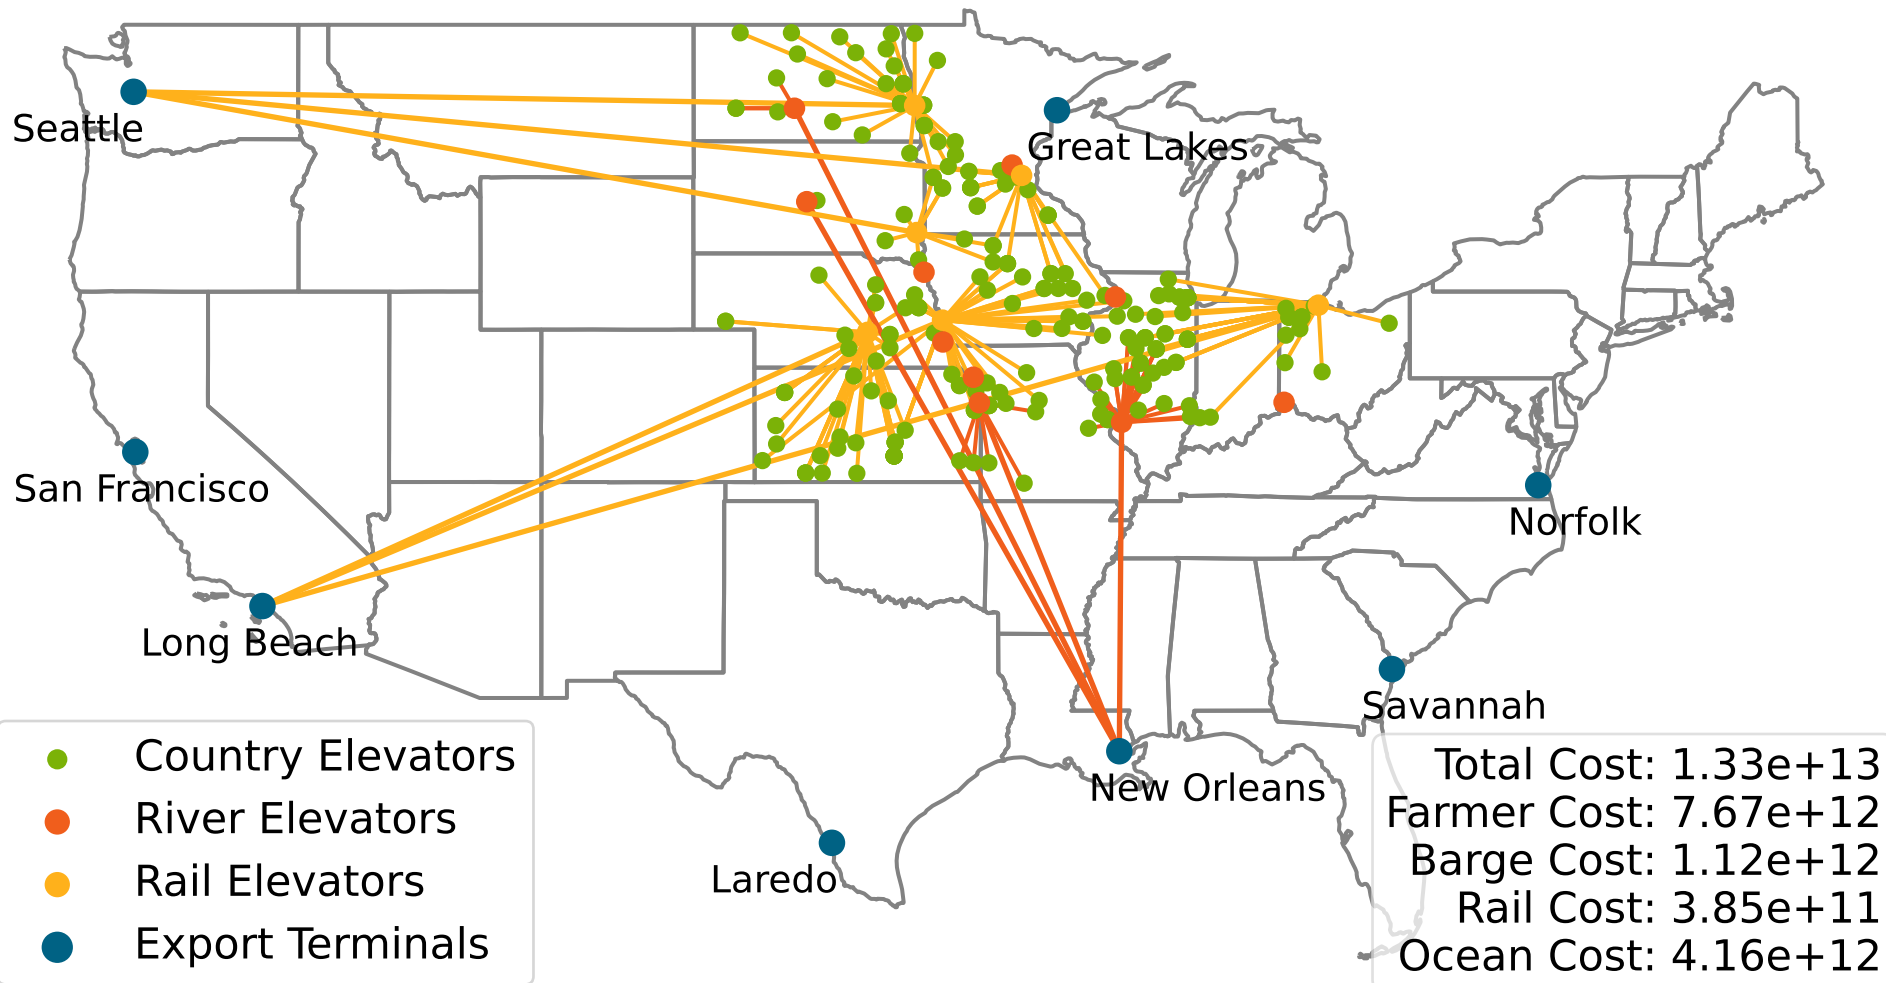 Seattle
Great Lakes
San Francisco
Norfolk
Long Beach
Savannah
New Orleans
Laredo
Country Elevators
River Elevators
Rail Elevators
Export Terminals
Total Cost: 1.33e+13
Farmer Cost: 7.67e+12
Barge Cost: 1.12e+12
Rail Cost: 3.85e+11
Ocean Cost: 4.16e+12